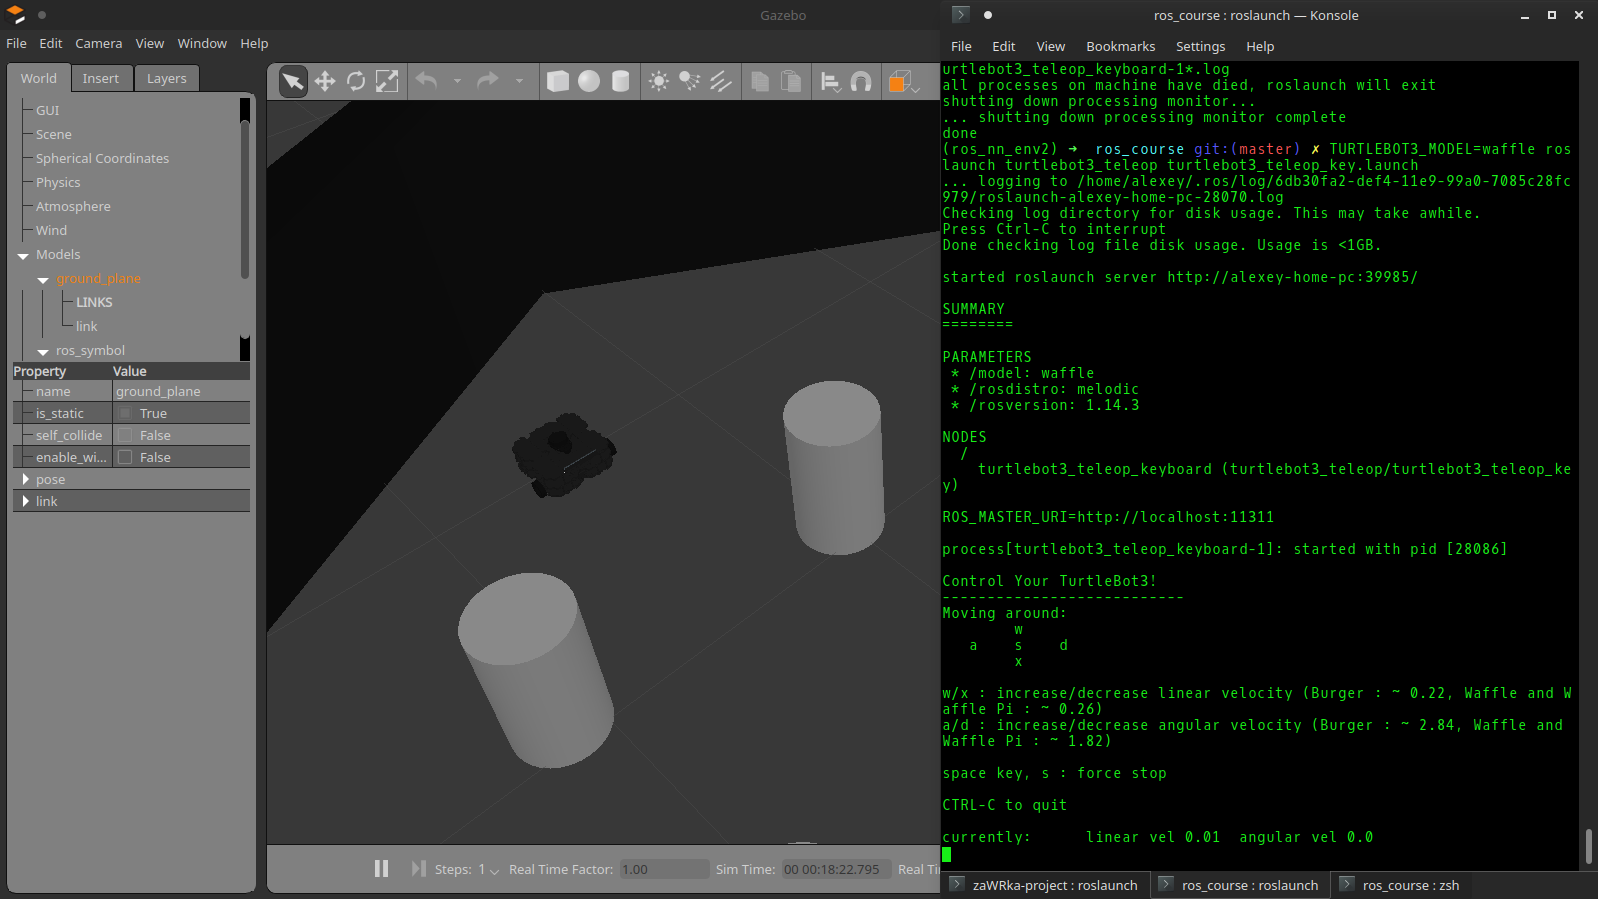 Gazebo
File Edit Camera View Window Help
World Insert Layers
GUI
Scene
Spherical Coordinates
Physics
Atmosphere
Wind
Models
ground_plane
LINKS
link
ros_symbol
Property Value
name ground_plane
is_static True
self_collide False
enable_wi... False
pose
link
Steps: 1 Real Time Factor: 1.00 Sim Time: 00 00:18:22.795 Real Ti
ros_course : roslaunch — Konsole
File Edit View Bookmarks Settings Help
urtlebot3_teleop_keyboard-1*.log
all processes on machine have died, roslaunch will exit
shutting down processing monitor...
... shutting down processing monitor complete
done
(ros_nn_env2) ➜ ros_course git:(master) ✗ TURTLEBOT3_MODEL=waffle ros
launch turtlebot3_teleop turtlebot3_teleop_key.launch
... logging to /home/alexey/.ros/log/6db30fa2-def4-11e9-99a0-7085c28fc
979/roslaunch-alexey-home-pc-28070.log
Checking log directory for disk usage. This may take awhile.
Press Ctrl-C to interrupt
Done checking log file disk usage. Usage is <1GB.
started roslaunch server http://alexey-home-pc:39985/
SUMMARY
========
PARAMETERS
* /model: waffle
* /rosdistro: melodic
* /rosversion: 1.14.3
NODES
/
turtlebot3_teleop_keyboard (turtlebot3_teleop/turtlebot3_teleop_ke
y)
ROS_MASTER_URI=http://localhost:11311
process[turtlebot3_teleop_keyboard-1]: started with pid [28086]
Control Your TurtleBot3!
---------------------------
Moving around:
w
a s d
x
w/x : increase/decrease linear velocity (Burger : ~ 0.22, Waffle and W
affle Pi : ~ 0.26)
a/d : increase/decrease angular velocity (Burger : ~ 2.84, Waffle and
Waffle Pi : ~ 1.82)
space key, s : force stop
CTRL-C to quit
currently: linear vel 0.01 angular vel 0.0
zaWRka-project : roslaunch ros_course : roslaunch ros_course : zsh